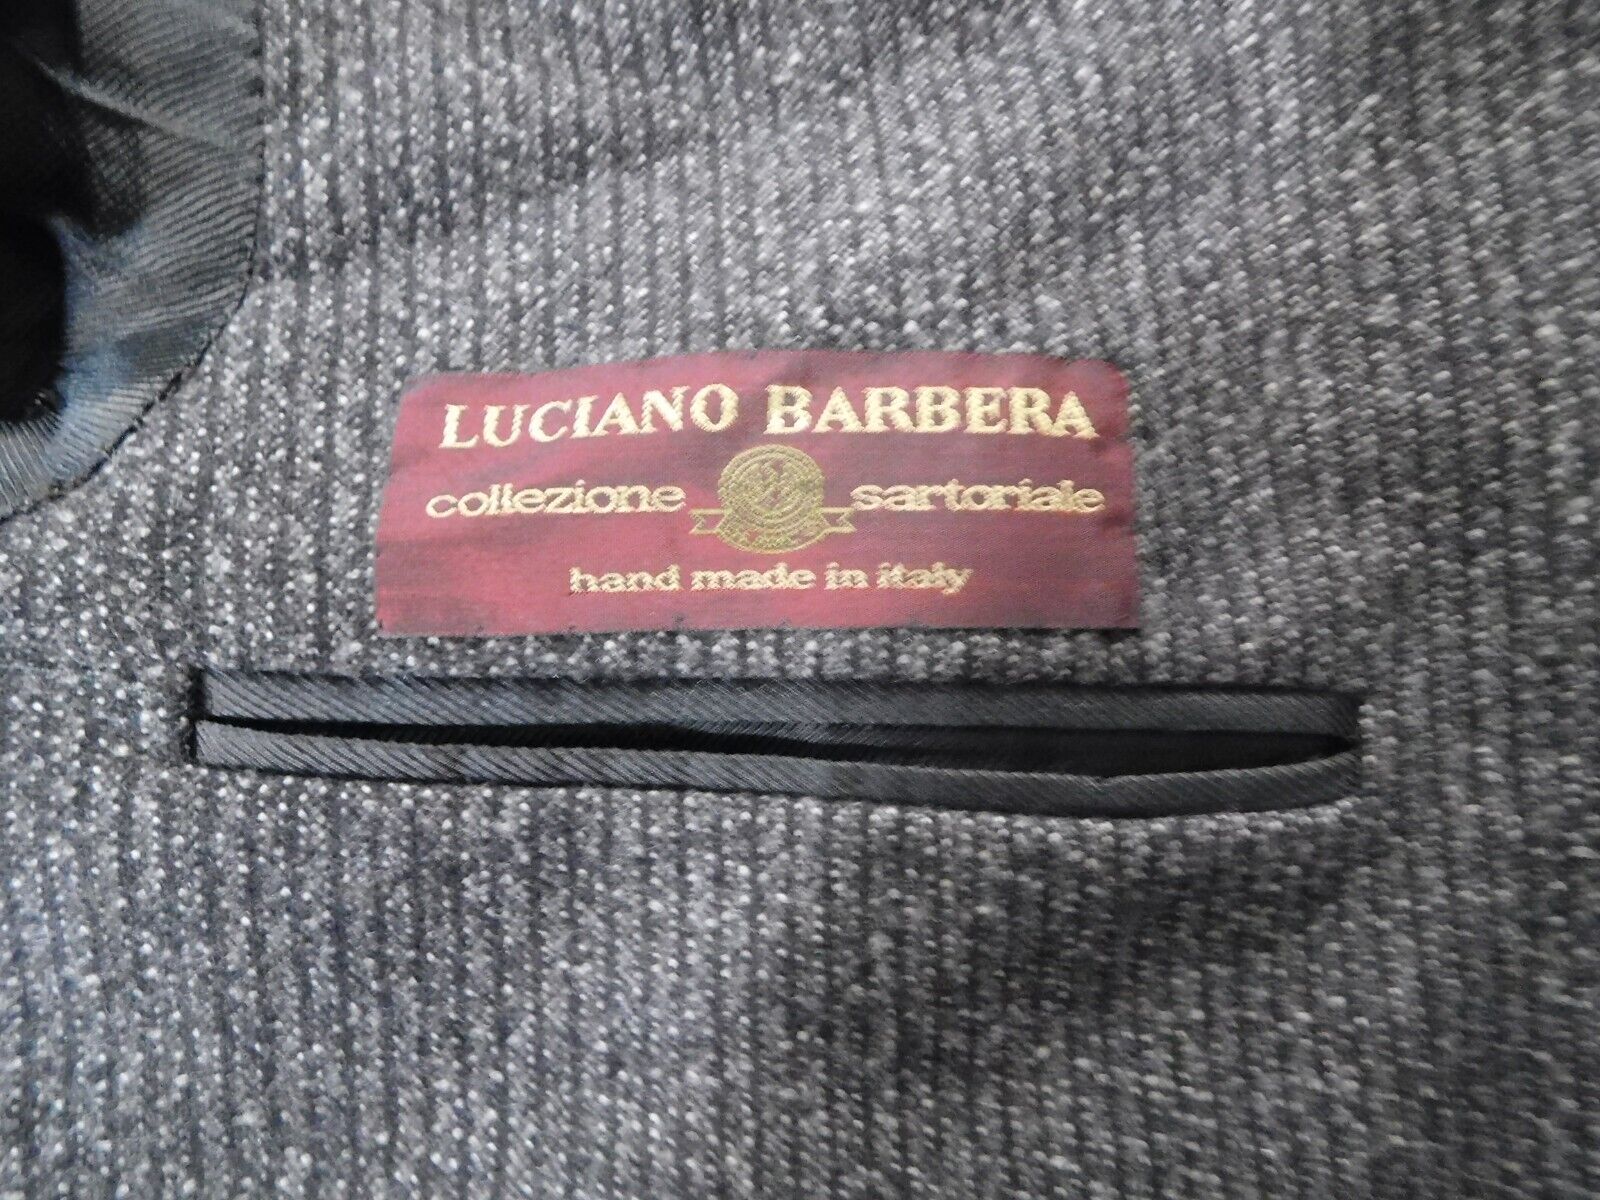 LUCIANO BARBERA
collezione sartoriale
hand made in italy